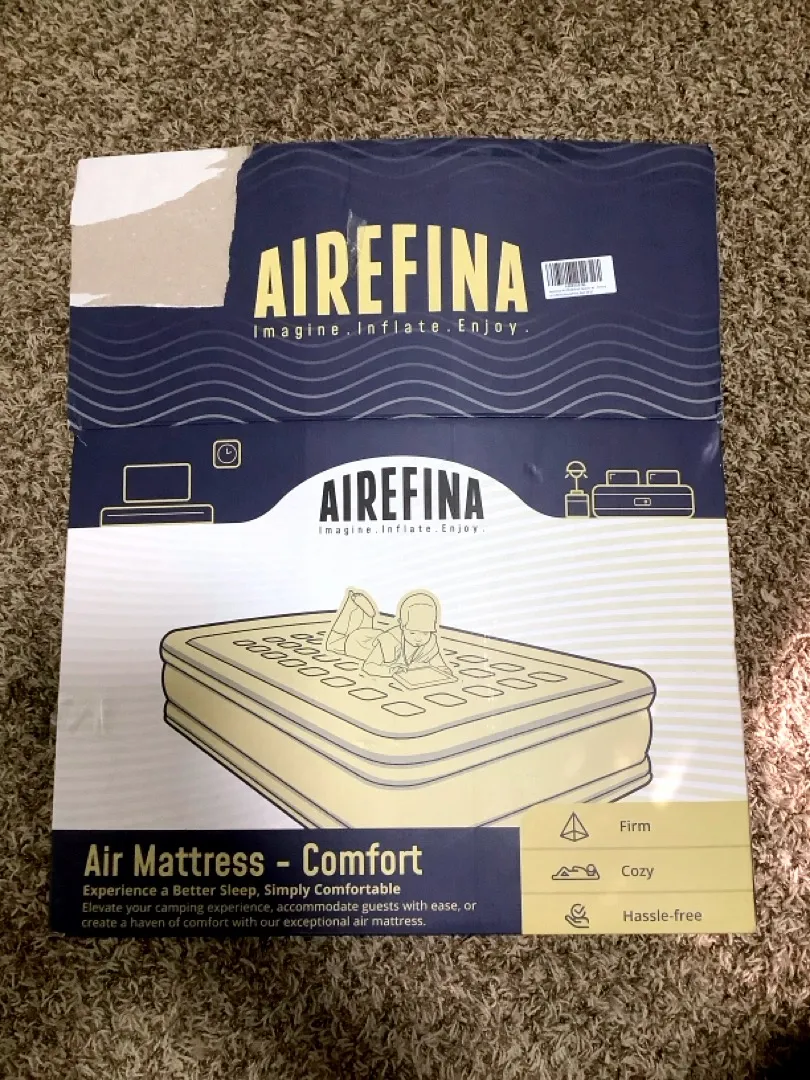 AIREFINA
Imagine.Inflate.Enjoy.
AIREFINA
Imagine.Inflate.Enjoy.
Air Mattress - Comfort
Experience a Better Sleep, Simply Comfortable
Elevate your camping experience, accommodate guests with ease, or
create a haven of comfort with our exceptional air mattress.
Firm
Cozy
Hassle-free